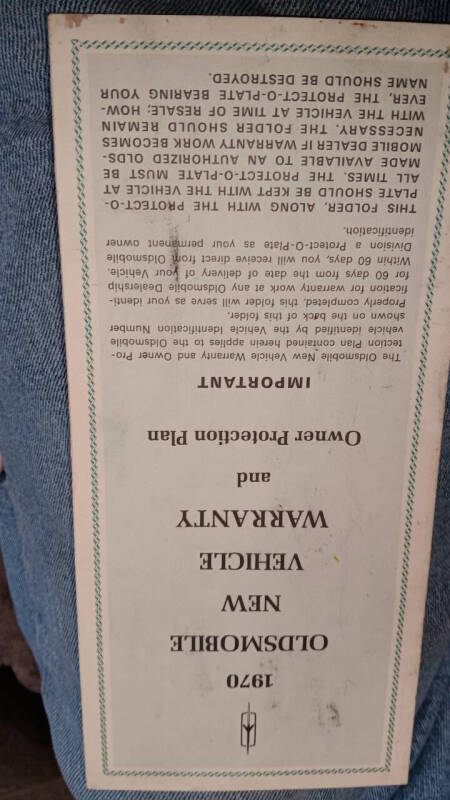 1970
OLDSMOBILE
NEW
VEHICLE
WARRANTY
and
Owner Protection Plan
IMPORTANT
The Oldsmobile New Vehicle Warranty and Owner Pro-
tection Plan contained herein applies to the Oldsmobile
vehicle identified by the Vehicle Identification Number
shown on the back of this folder.
Properly completed, this folder will serve as your identi-
fication for warranty work at any Oldsmobile Dealership
for 60 days from the date of delivery of your Vehicle.
Within 60 days, you will receive direct from Oldsmobile
Division a Protect-O-Plate as your permanent owner
identification.
THIS FOLDER, ALONG WITH THE PROTECT-O-
PLATE SHOULD BE KEPT WITH THE VEHICLE AT
ALL TIMES. THE PROTECT-O-PLATE MUST BE
MADE AVAILABLE TO AN AUTHORIZED OLDS-
MOBILE DEALER IF WARRANTY WORK BECOMES
NECESSARY. THE FOLDER SHOULD REMAIN
WITH THE VEHICLE AT TIME OF RESALE; HOW-
EVER, THE PROTECT-O-PLATE BEARING YOUR
NAME SHOULD BE DESTROYED.